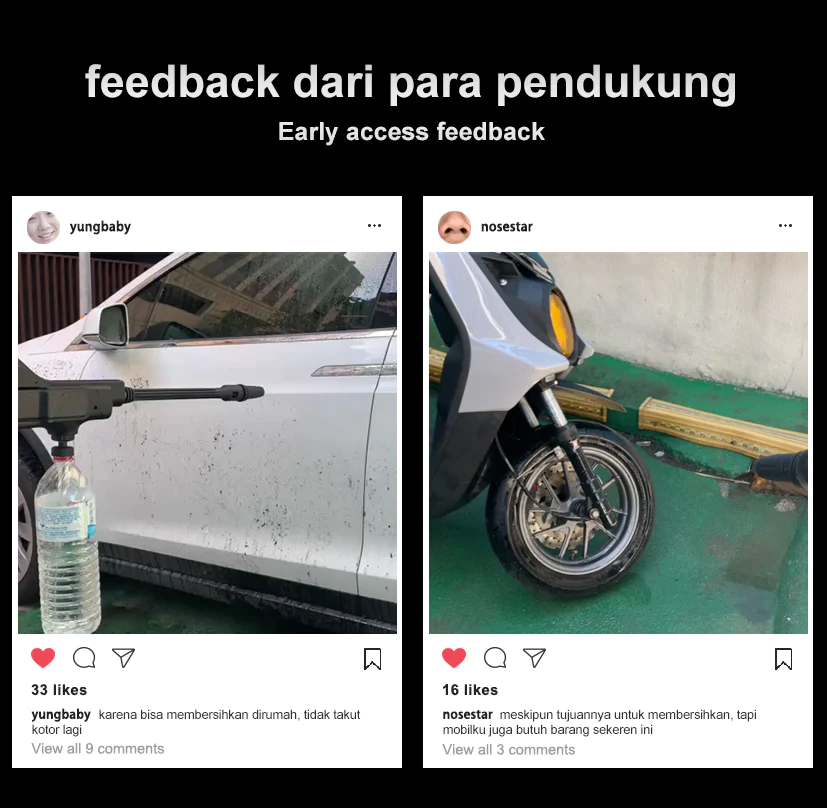 feedback dari para pendukung
Early access feedback
yungbaby
33 likes
yungbaby karena bisa membersihkan dirumah, tidak takut
kotor lagi
View all 9 comments
nosestar
16 likes
nosestar meskipun tujuannya untuk membersihkan, tapi
mobilku juga butuh barang sekeren ini
View all 3 comments